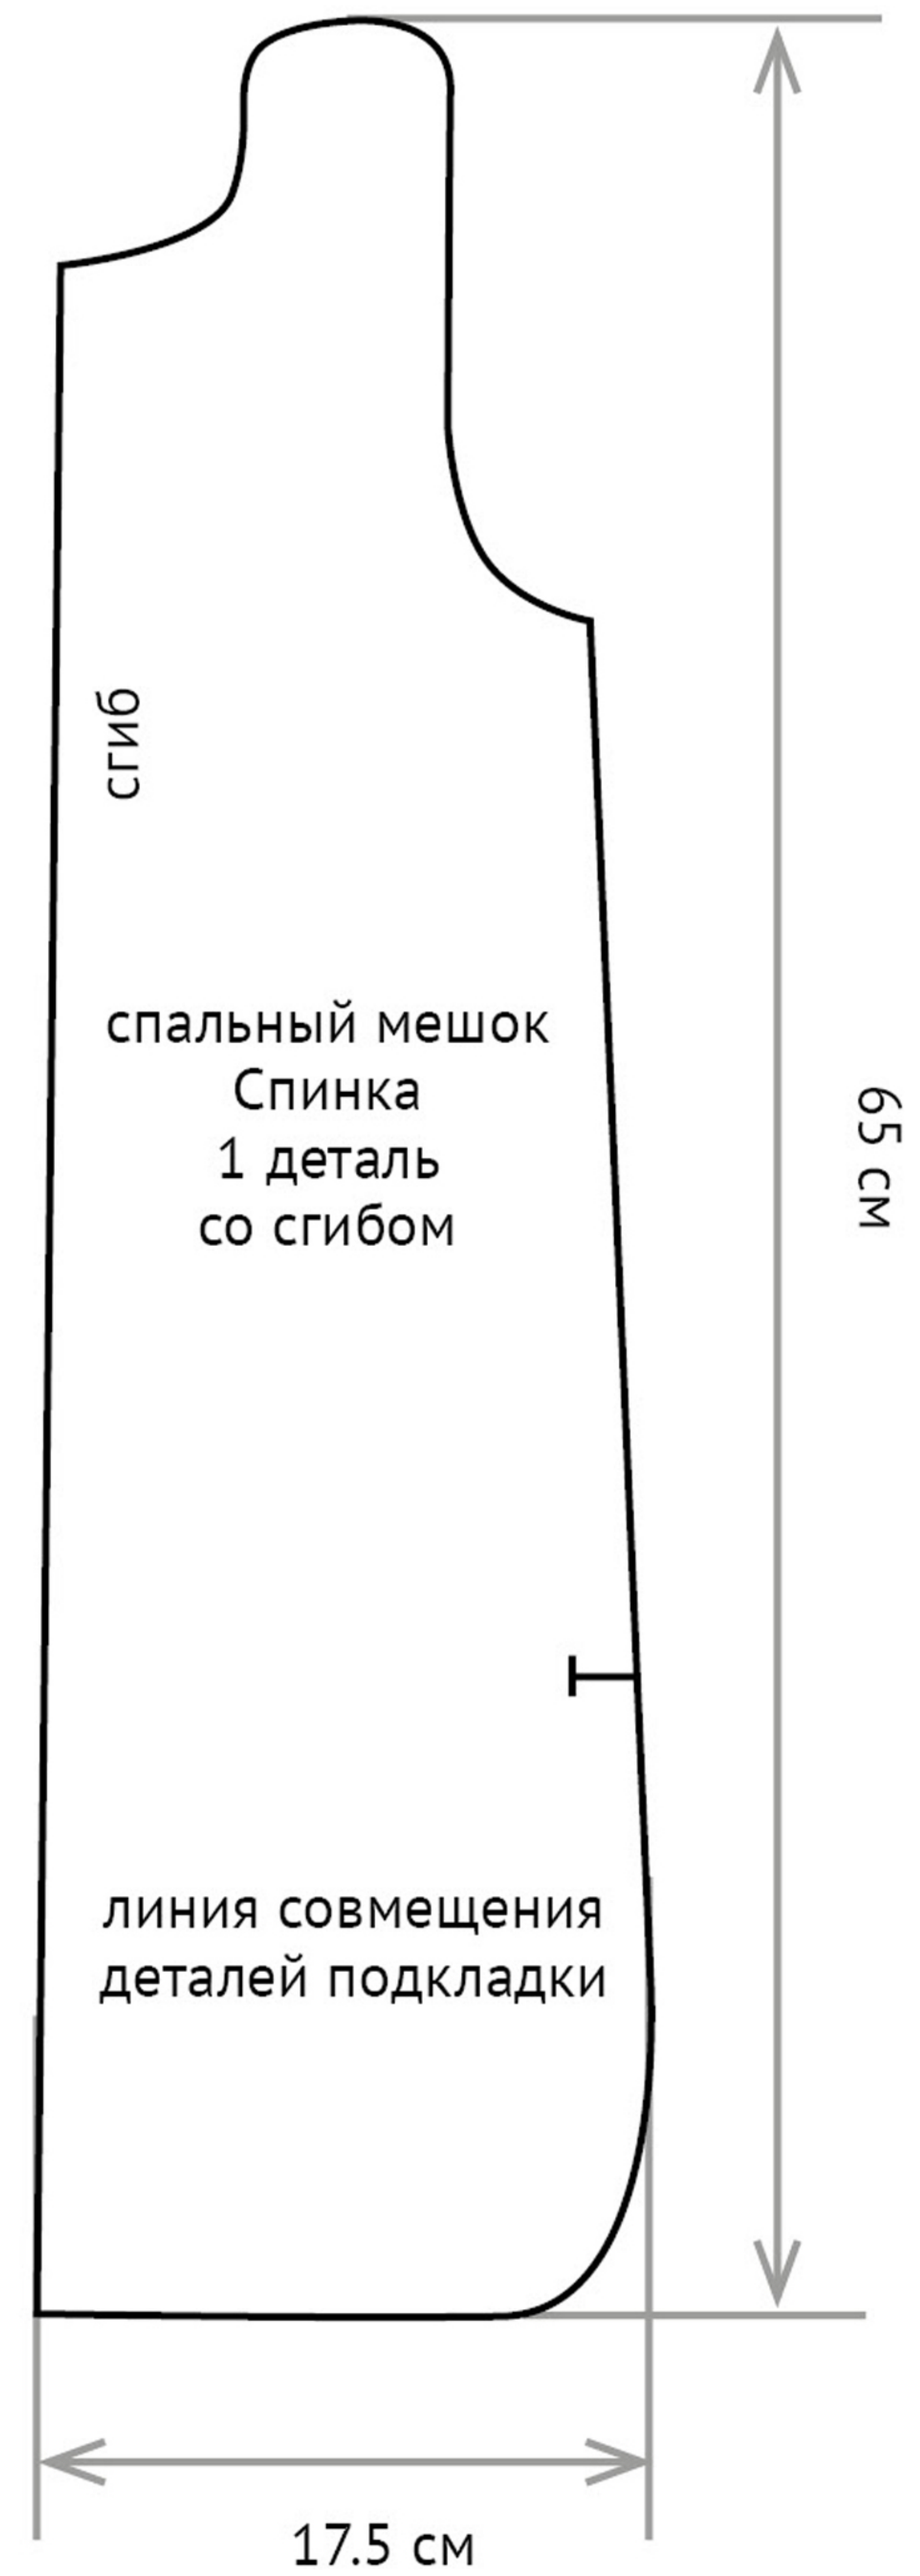 сгиб
спальный мешок
Спинка
1 деталь
со сгибом
65 см
линия совмещения
деталей подкладки
17.5 см